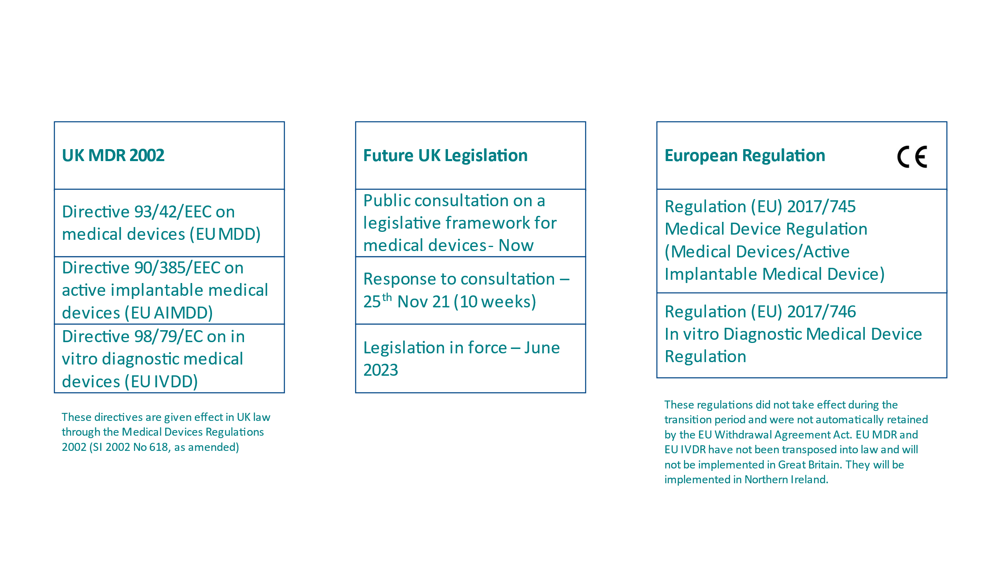 UK MDR 2002
Directive 93/42/EEC on
medical devices (EU MDD)
Directive 90/385/EEC on
active implantable medical
devices (EU AIMDD)
Directive 98/79/EC on in
vitro diagnostic medical
devices (EU IVDD)
These directives are given effect in UK law
through the Medical Devices Regulations
2002 (SI 2002 No 618, as amended)
Future UK Legislation
Public consultation on a
legislative framework for
medical devices- Now
Response to consultation –
25th Nov 21 (10 weeks)
Legislation in force – June
2023
European Regulation CE
Regulation (EU) 2017/745
Medical Device Regulation
(Medical Devices/Active
Implantable Medical Device)
Regulation (EU) 2017/746
In vitro Diagnostic Medical Device
Regulation
These regulations did not take effect during the
transition period and were not automatically retained
by the EU Withdrawal Agreement Act. EU MDR and
EU IVDR have not been transposed into law and will
not be implemented in Great Britain. They will be
implemented in Northern Ireland.